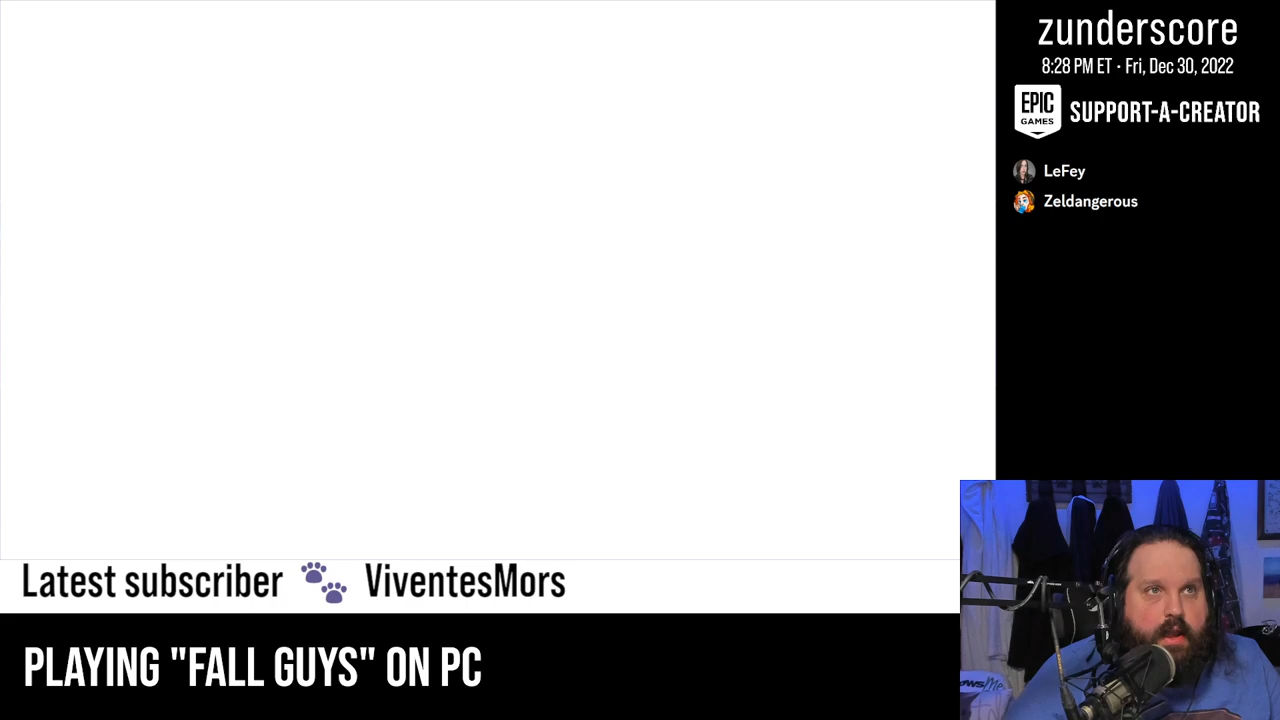 zunderscore
8:28 PM ET · Fri, Dec 30, 2022
EPIC
GAMES
SUPPORT-A-CREATOR
LeFey
Zeldangerous
Latest subscriber ViventesMors
PLAYING "FALL GUYS" ON PC